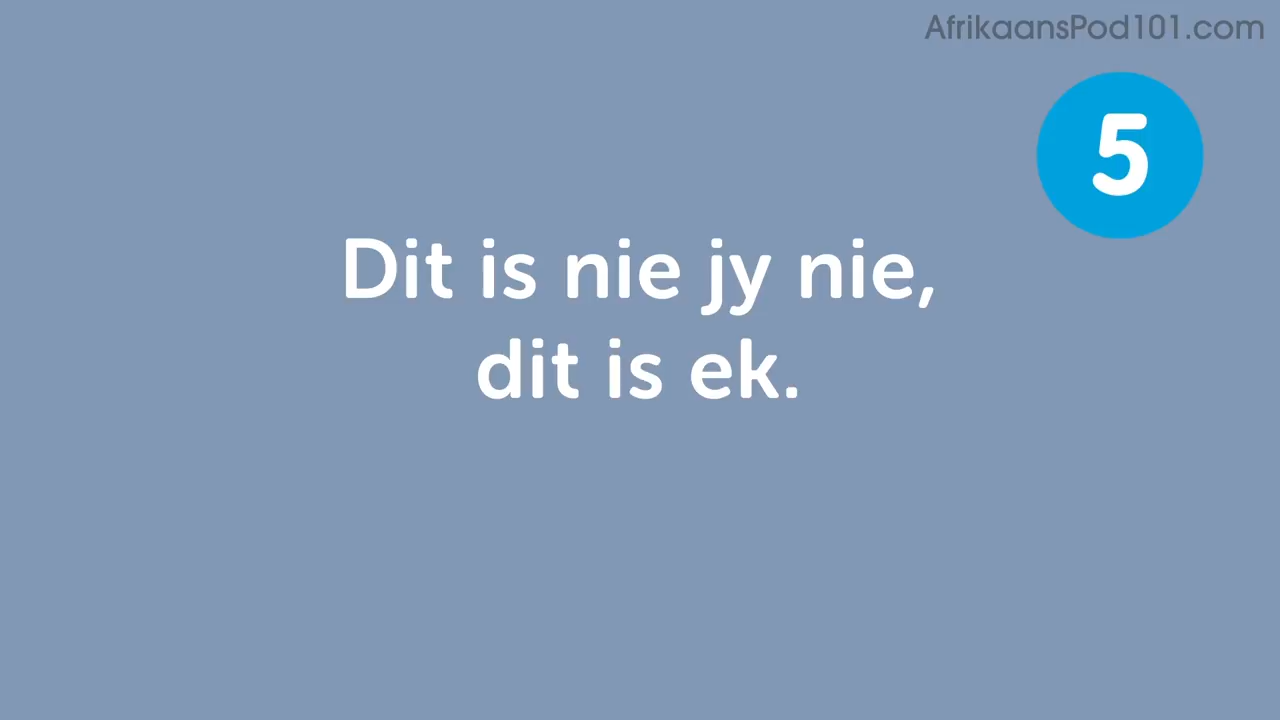 AfrikaansPod101.com
5
Dit is nie jy nie,
dit is ek.